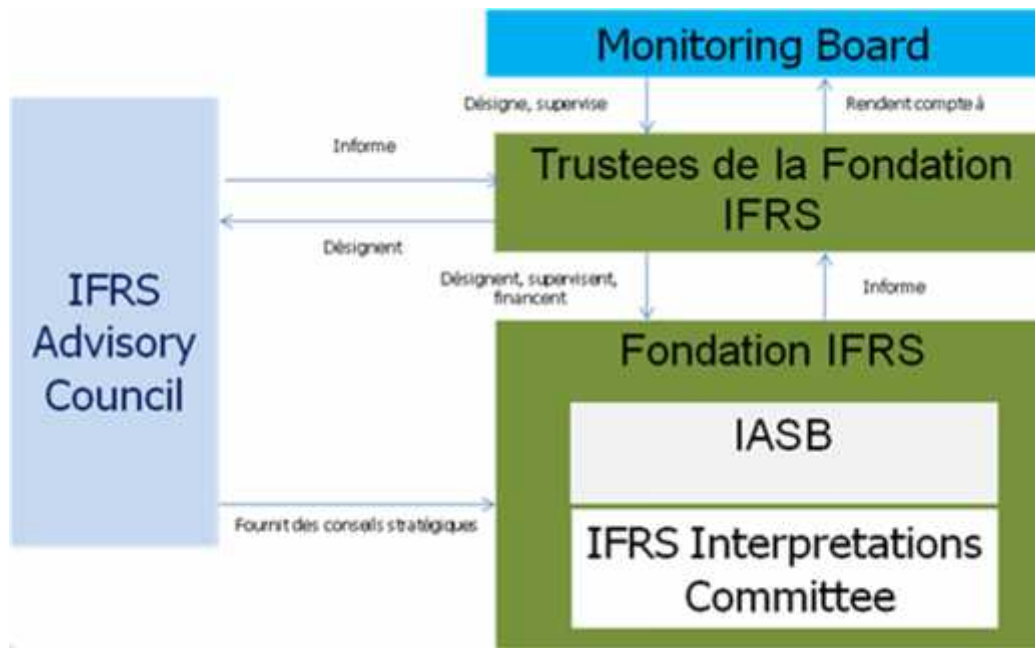 Monitoring Board
Désigne, supervise
Rendent compte à
Informe
Trustees de la Fondation
IFRS
Désignent
Désignent, supervisent,
financent
Informe
IFRS
Advisory
Council
Fondation IFRS
IASB
Fournit des conseils stratégiques
IFRS Interpretations
Committee